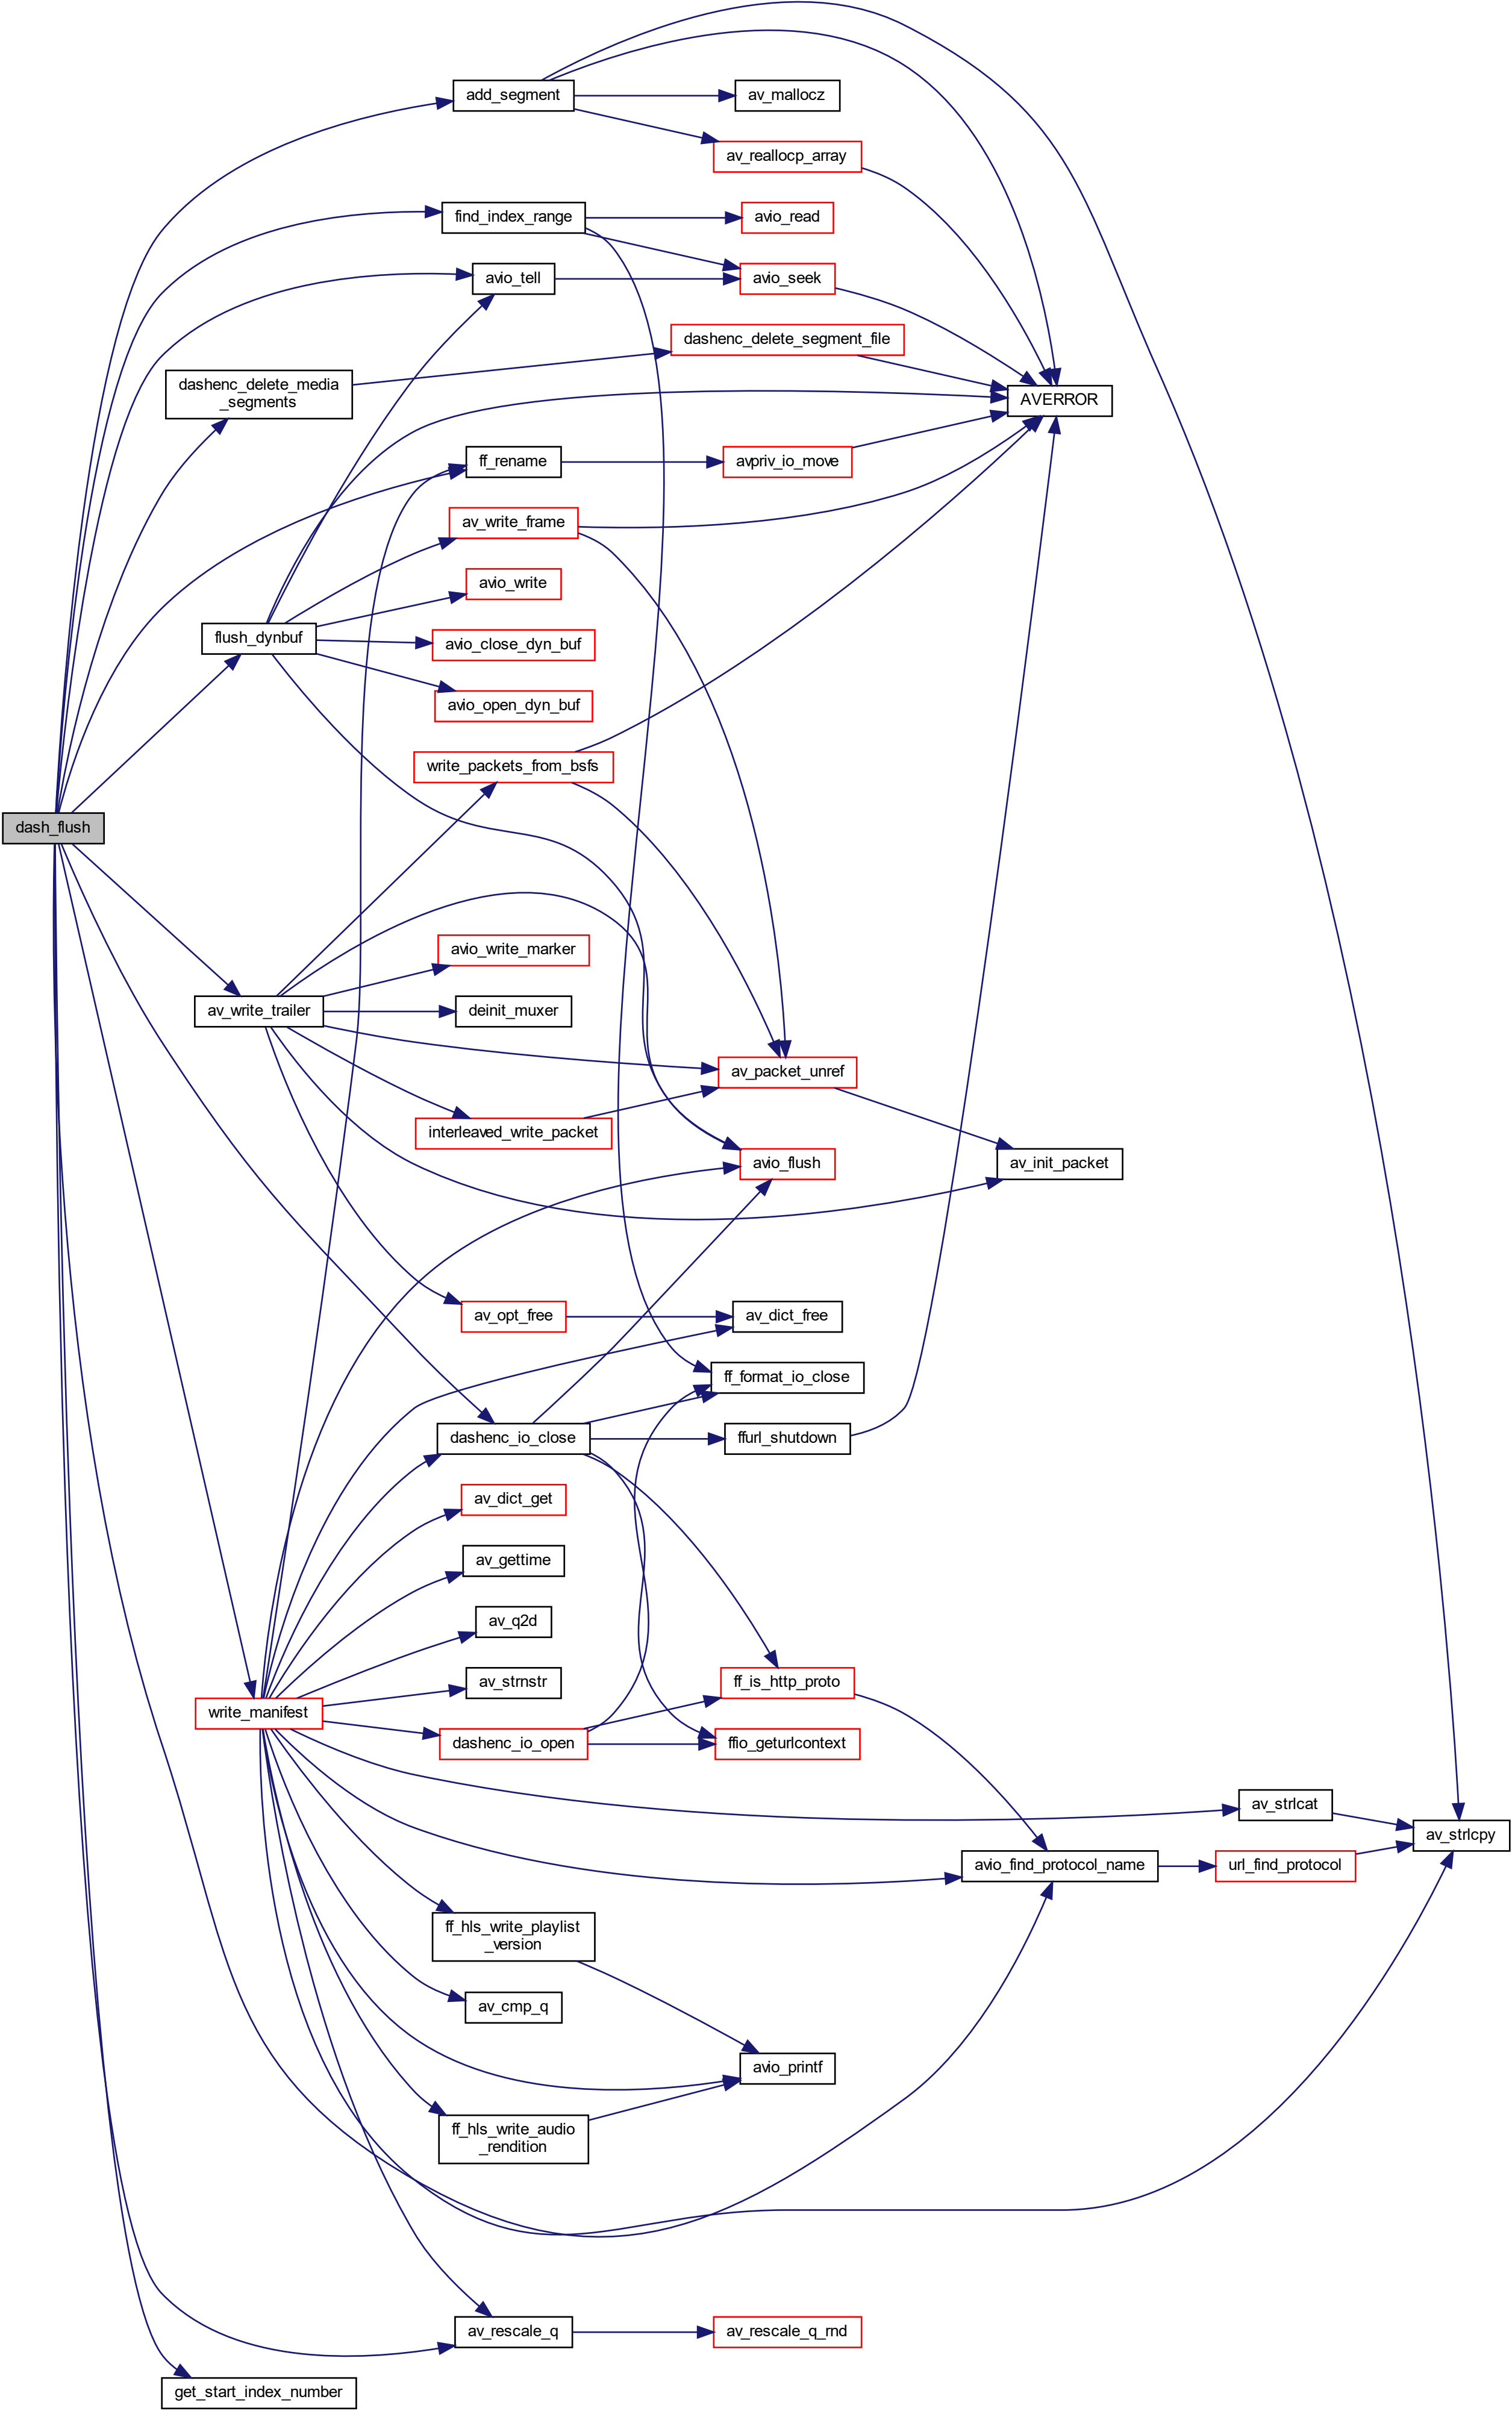 add_segment
av_mallocz
av_reallocp_array
find_index_range
avio_read
avio_tell
avio_seek
dashenc_delete_segment_file
dashenc_delete_media
_segments
AVERROR
ff_rename
avpriv_io_move
av_write_frame
avio_write
flush_dynbuf
avio_close_dyn_buf
avio_open_dyn_buf
write_packets_from_bsfs
dash_flush
avio_write_marker
av_write_trailer
deinit_muxer
av_packet_unref
interleaved_write_packet
avio_flush
av_init_packet
av_opt_free
av_dict_free
ff_format_io_close
dashenc_io_close
ffurl_shutdown
av_dict_get
av_gettime
av_q2d
av_strnstr
ff_is_http_proto
write_manifest
dashenc_io_open
ffio_geturlcontext
av_strlcat
av_strlcpy
avio_find_protocol_name
url_find_protocol
ff_hls_write_playlist
_version
av_cmp_q
avio_printf
ff_hls_write_audio
_rendition
av_rescale_q
av_rescale_q_rnd
get_start_index_number